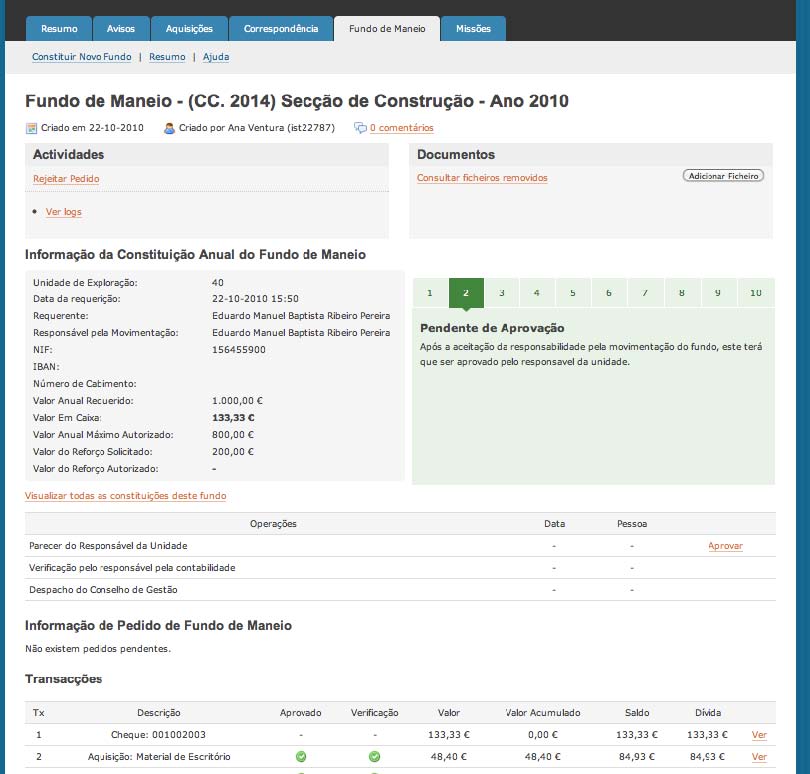 Resumo Avisos Aquisições Correspondência Fundo de Maneio Missões
Constituir Novo Fundo | Resumo | Ajuda
Fundo de Maneio - (CC. 2014) Secção de Construção - Ano 2010
Criado em 22-10-2010 Criado por Ana Ventura (ist22787) 0 comentários
Actividades
Rejeitar Pedido
• Ver logs
Documentos
Consultar ficheiros removidos Adicionar Ficheiro
Informação da Constituição Anual do Fundo de Maneio
Unidade de Exploração: 40
Data da requerição: 22-10-2010 15:50
Requerente: Eduardo Manuel Baptista Ribeiro Pereira
Responsável pela Movimentação: Eduardo Manuel Baptista Ribeiro Pereira
NIF: 156455900
IBAN:
Número de Cabimento:
Valor Anual Requerido: 1.000,00 €
Valor Em Caixa: 133,33 €
Valor Anual Máximo Autorizado: 800,00 €
Valor do Reforço Solicitado: 200,00 €
Valor do Reforço Autorizado: -
1 2 3 4 5 6 7 8 9 10
Pendente de Aprovação
Após a aceitação da responsabilidade pela movimentação do fundo, este terá
que ser aprovado pelo responsavel da unidade.
Visualizar todas as constituições deste fundo
Operações Data Pessoa
Parecer do Responsável da Unidade - - Aprovar
Verificação pelo responsável pela contabilidade - -
Despacho do Conselho de Gestão - -
Informação de Pedido de Fundo de Maneio
Não existem pedidos pendentes.
Transacções
Tx Descrição Aprovado Verificação Valor Valor Acumulado Saldo Dívida
1 Cheque: 001002003 - - 133,33 € 0,00 € 133,33 € 133,33 € Ver
2 Aquisição: Material de Escritório 48,40 € 48,40 € 84,93 € 84,93 € Ver